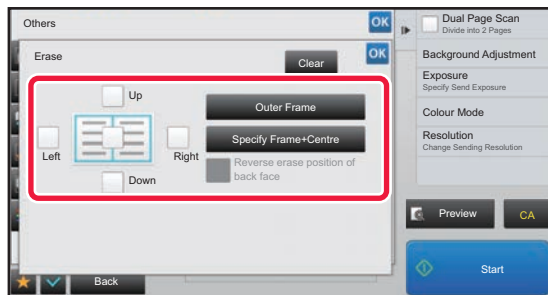 Others
OK
Erase
Clear
OK
Up
Outer Frame
Specify Frame+Centre
Left
Right
Reverse erase position of
back face
Down
Back
Dual Page Scan
Divide into 2 Pages
Background Adjustment
Exposure
Specify Send Exposure
Colour Mode
Resolution
Change Sending Resolution
Preview
CA
Start